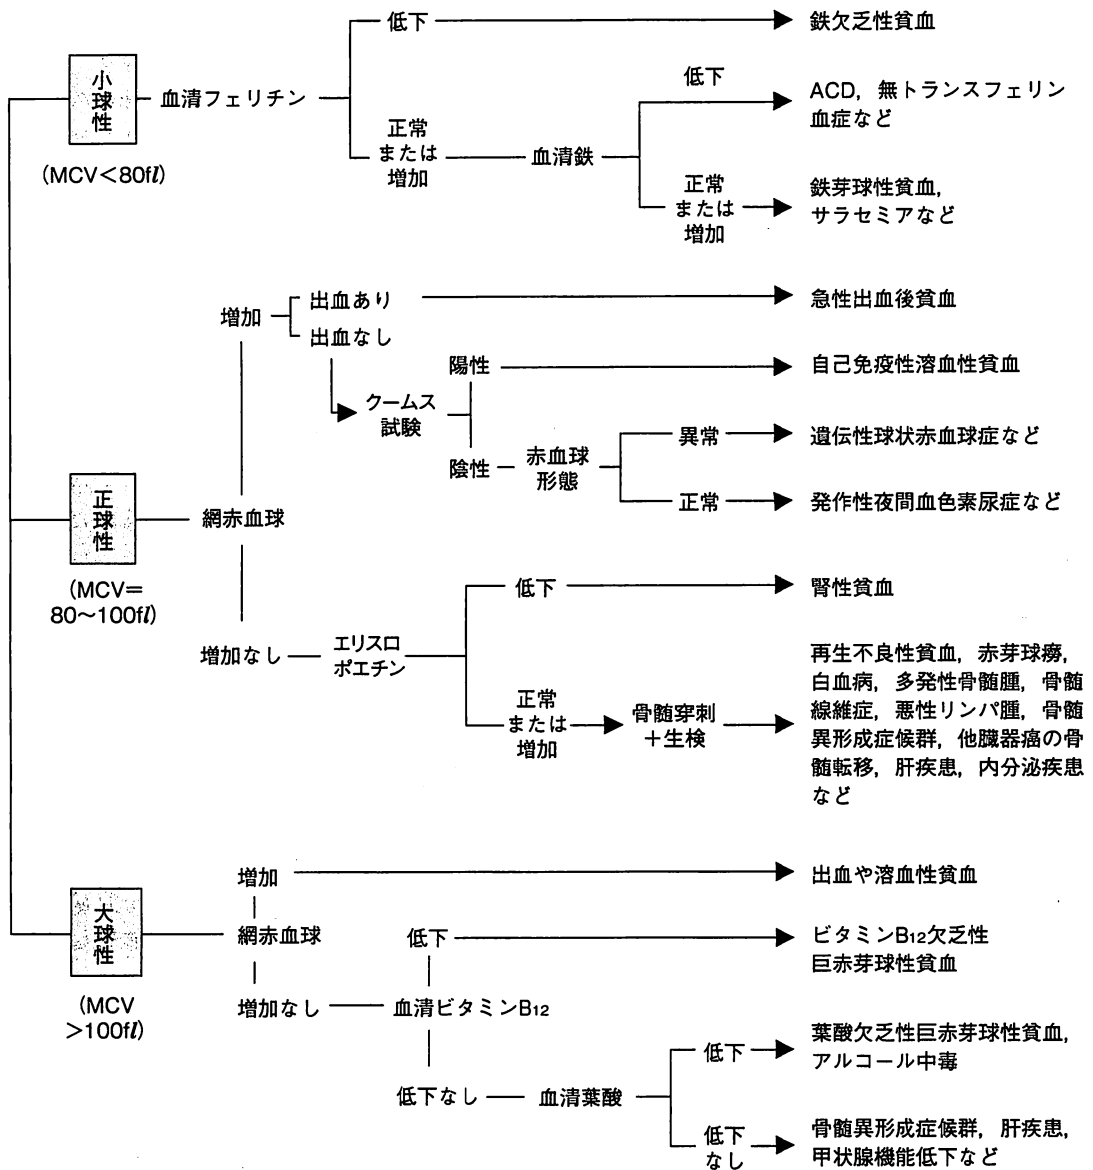 低下
鉄欠乏性貧血
小球性
血清フェリチン
(MCV＜80fl)
正常
または
増加
血清鉄
低下
ACD，無トランスフェリン
血症など
正常
または
増加
鉄芽球性貧血，
サラセミアなど
正球性
(MCV＝
80〜100fl)
網赤血球
増加
出血あり
急性出血後貧血
出血なし
クームス
試験
陽性
自己免疫性溶血性貧血
陰性
赤血球
形態
異常
遺伝性球状赤血球症など
正常
発作性夜間血色素尿症など
増加なし
エリスロ
ポエチン
低下
腎性貧血
正常
または
増加
骨髄穿刺
＋生検
再生不良性貧血，赤芽球癆，
白血病，多発性骨髄腫，骨髄
線維症，悪性リンパ腫，骨髄
異形成症候群，他臓器癌の骨
髄転移，肝疾患，内分泌疾患
など
大球性
(MCV
＞100fl)
網赤血球
増加
出血や溶血性貧血
増加なし
血清ビタミンB12
低下
ビタミンB12欠乏性
巨赤芽球性貧血
低下なし
血清葉酸
低下
葉酸欠乏性巨赤芽球性貧血，
アルコール中毒
低下
なし
骨髄異形成症候群，肝疾患，
甲状腺機能低下など